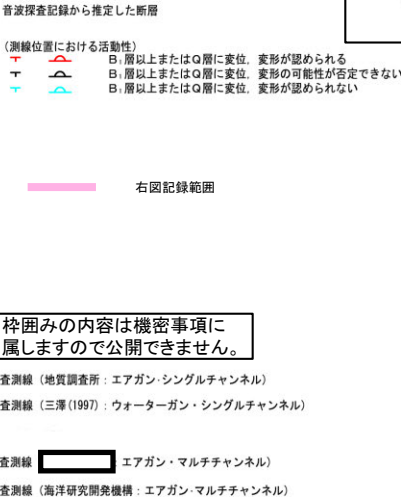 音波探査記録から推定した断層
(測線位置における活動性)
B₁層以上またはQ層に変位, 変形が認められる
B₁層以上またはQ層に変位, 変形の可能性が否定できない
B₁層以上またはQ層に変位, 変形が認められない
右図記録範囲
枠囲みの内容は機密事項に
属しますので公開できません。
査測線 (地質調査所：エアガン・シングルチャンネル)
査測線 (三澤(1997)：ウォーターガン・シングルチャンネル)
査測線 ：エアガン・マルチチャンネル)
査測線 (海洋研究開発機構：エアガン・マルチチャンネル)